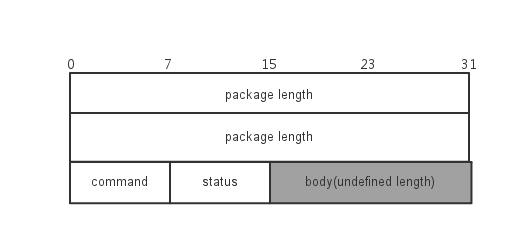 0 7 15 23 31
package length
package length
command status body(undefined length)